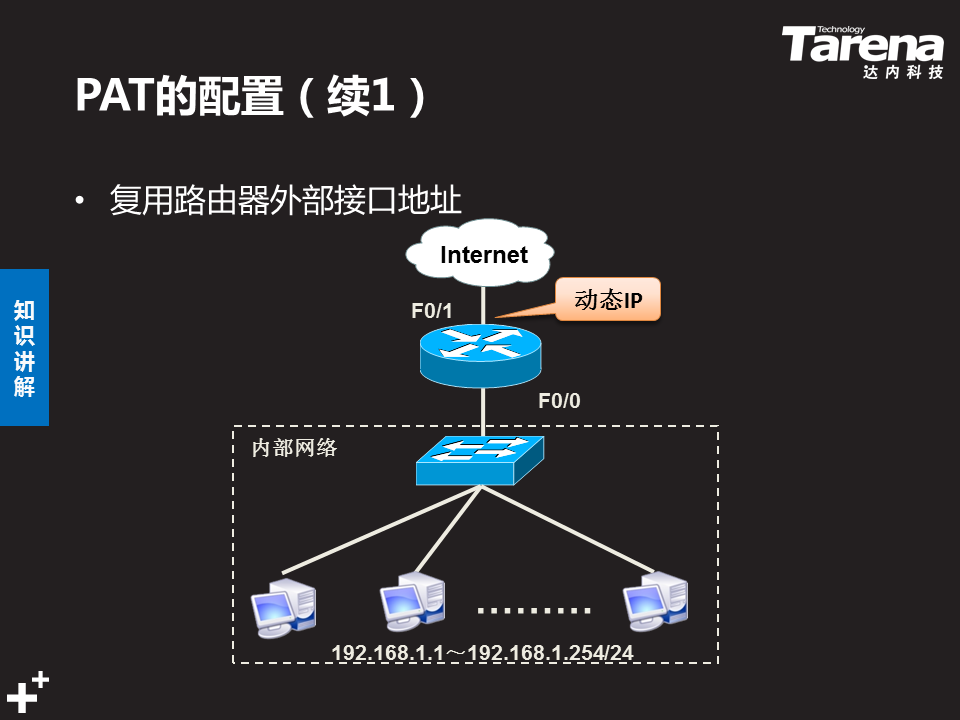 Technology
Tarena
达内科技
PAT的配置（续1）
• 复用路由器外部接口地址
Internet
动态IP
F0/1
知识讲解
F0/0
内部网络
………
192.168.1.1～192.168.1.254/24